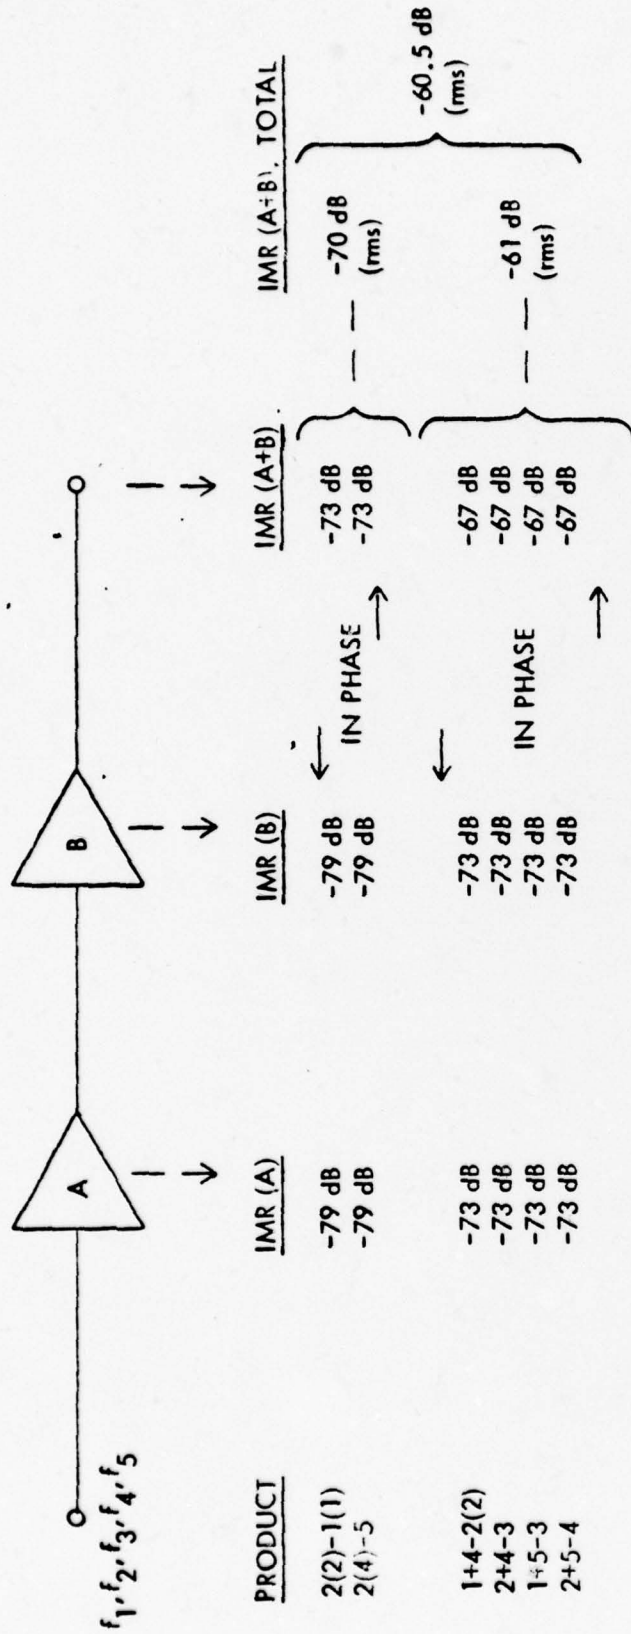 f1, f2, f3, f4, f5
A
B
PRODUCT
IMR (A)
IMR (B)
IMR (A+B)
IMR (A+B), TOTAL
2(2)-1(1)
-79 dB
-79 dB
-73 dB
2(4)-5
-79 dB
-79 dB
-73 dB
IN PHASE
-70 dB
(rms)
1+4-2(2)
-73 dB
-73 dB
-67 dB
2+4-3
-73 dB
-73 dB
-67 dB
1+5-3
-73 dB
-73 dB
-67 dB
2+5-4
-73 dB
-73 dB
-67 dB
IN PHASE
-61 dB
(rms)
-60.5 dB
(rms)